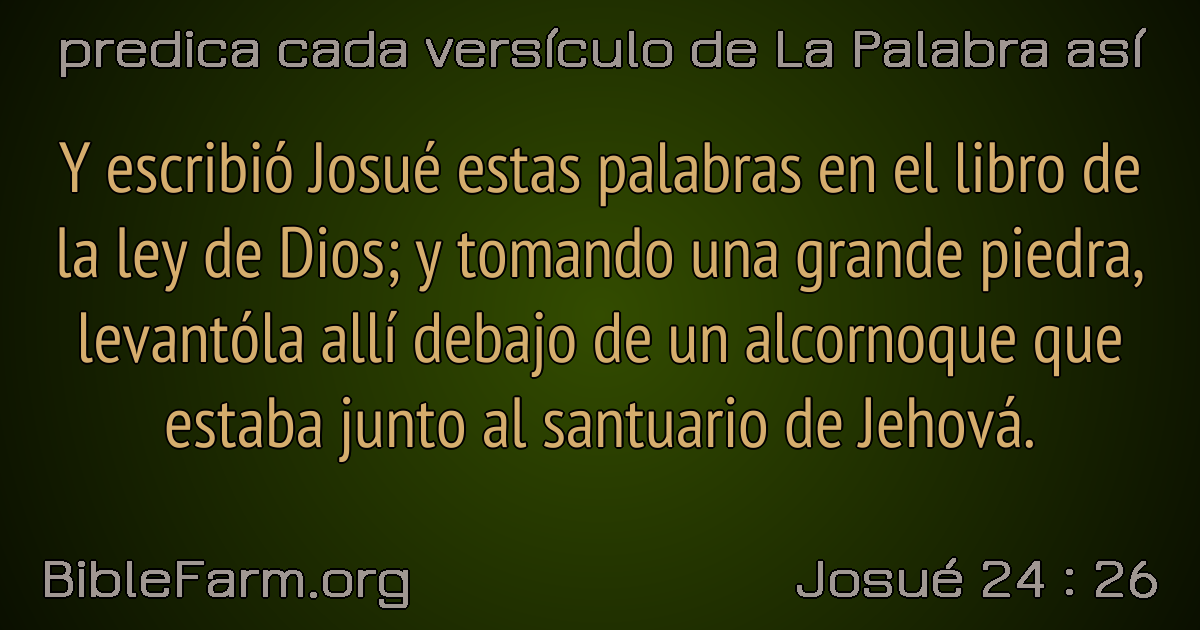 predica cada versículo de La Palabra así
Y escribió Josué estas palabras en el libro de
la ley de Dios; y tomando una grande piedra,
levantóla allí debajo de un alcornoque que
estaba junto al santuario de Jehová.
BibleFarm.org
Josué 24 : 26